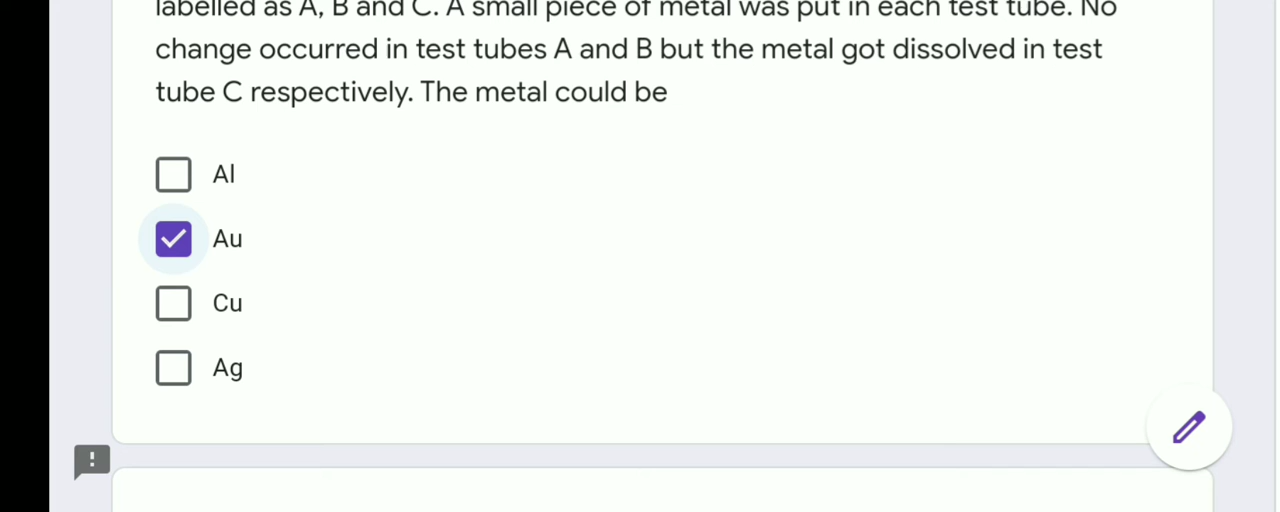 labelled as A, B and C. A small piece of metal was put in each test tube. No
change occurred in test tubes A and B but the metal got dissolved in test
tube C respectively. The metal could be
Al
Au
Cu
Ag